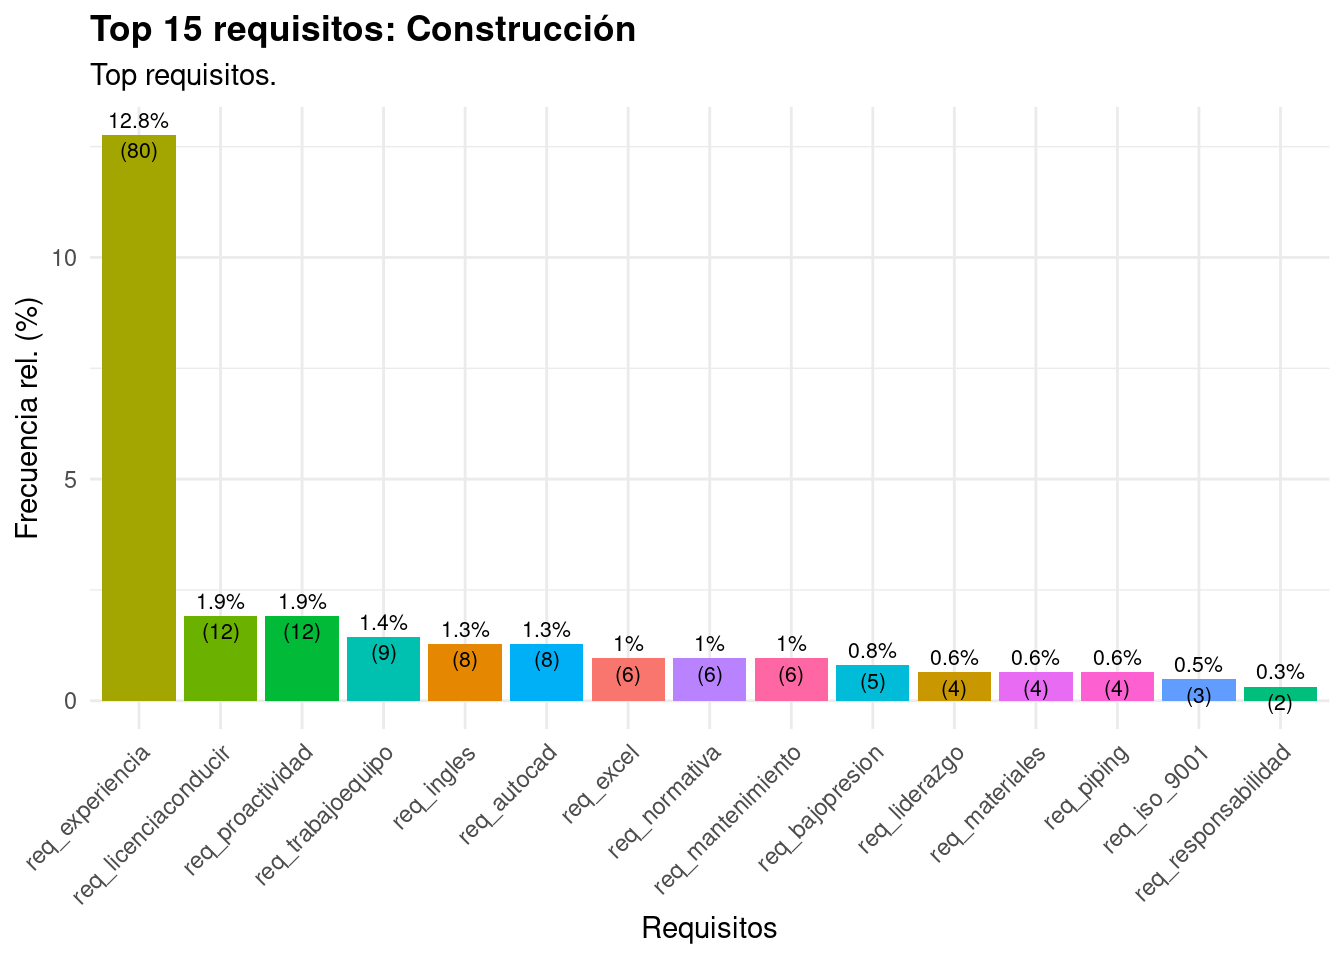 Top 15 requisitos: Construcción
Top requisitos.
Frecuencia rel. (%)
10
5
0
12.8%
(80)
1.9%
(12)
1.9%
(12)
1.4%
(9)
1.3%
(8)
1.3%
(8)
1%
(6)
1%
(6)
1%
(6)
0.8%
(5)
0.6%
(4)
0.6%
(4)
0.6%
(4)
0.5%
(3)
0.3%
(2)
req_experiencia
req_licenciaconducir
req_proactividad
req_trabajoequipo
req_ingles
req_autocad
req_excel
req_normativa
req_mantenimiento
req_bajopresion
req_liderazgo
req_materiales
req_piping
req_iso_9001
req_responsabilidad
Requisitos